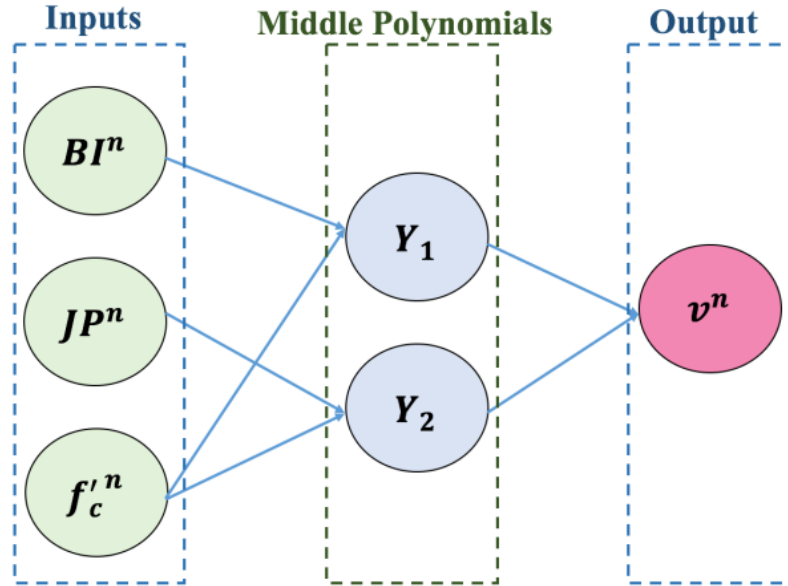 Inputs
Middle Polynomials
Output
BIⁿ
JPⁿ
f′cⁿ
Y₁
Y₂
vⁿ